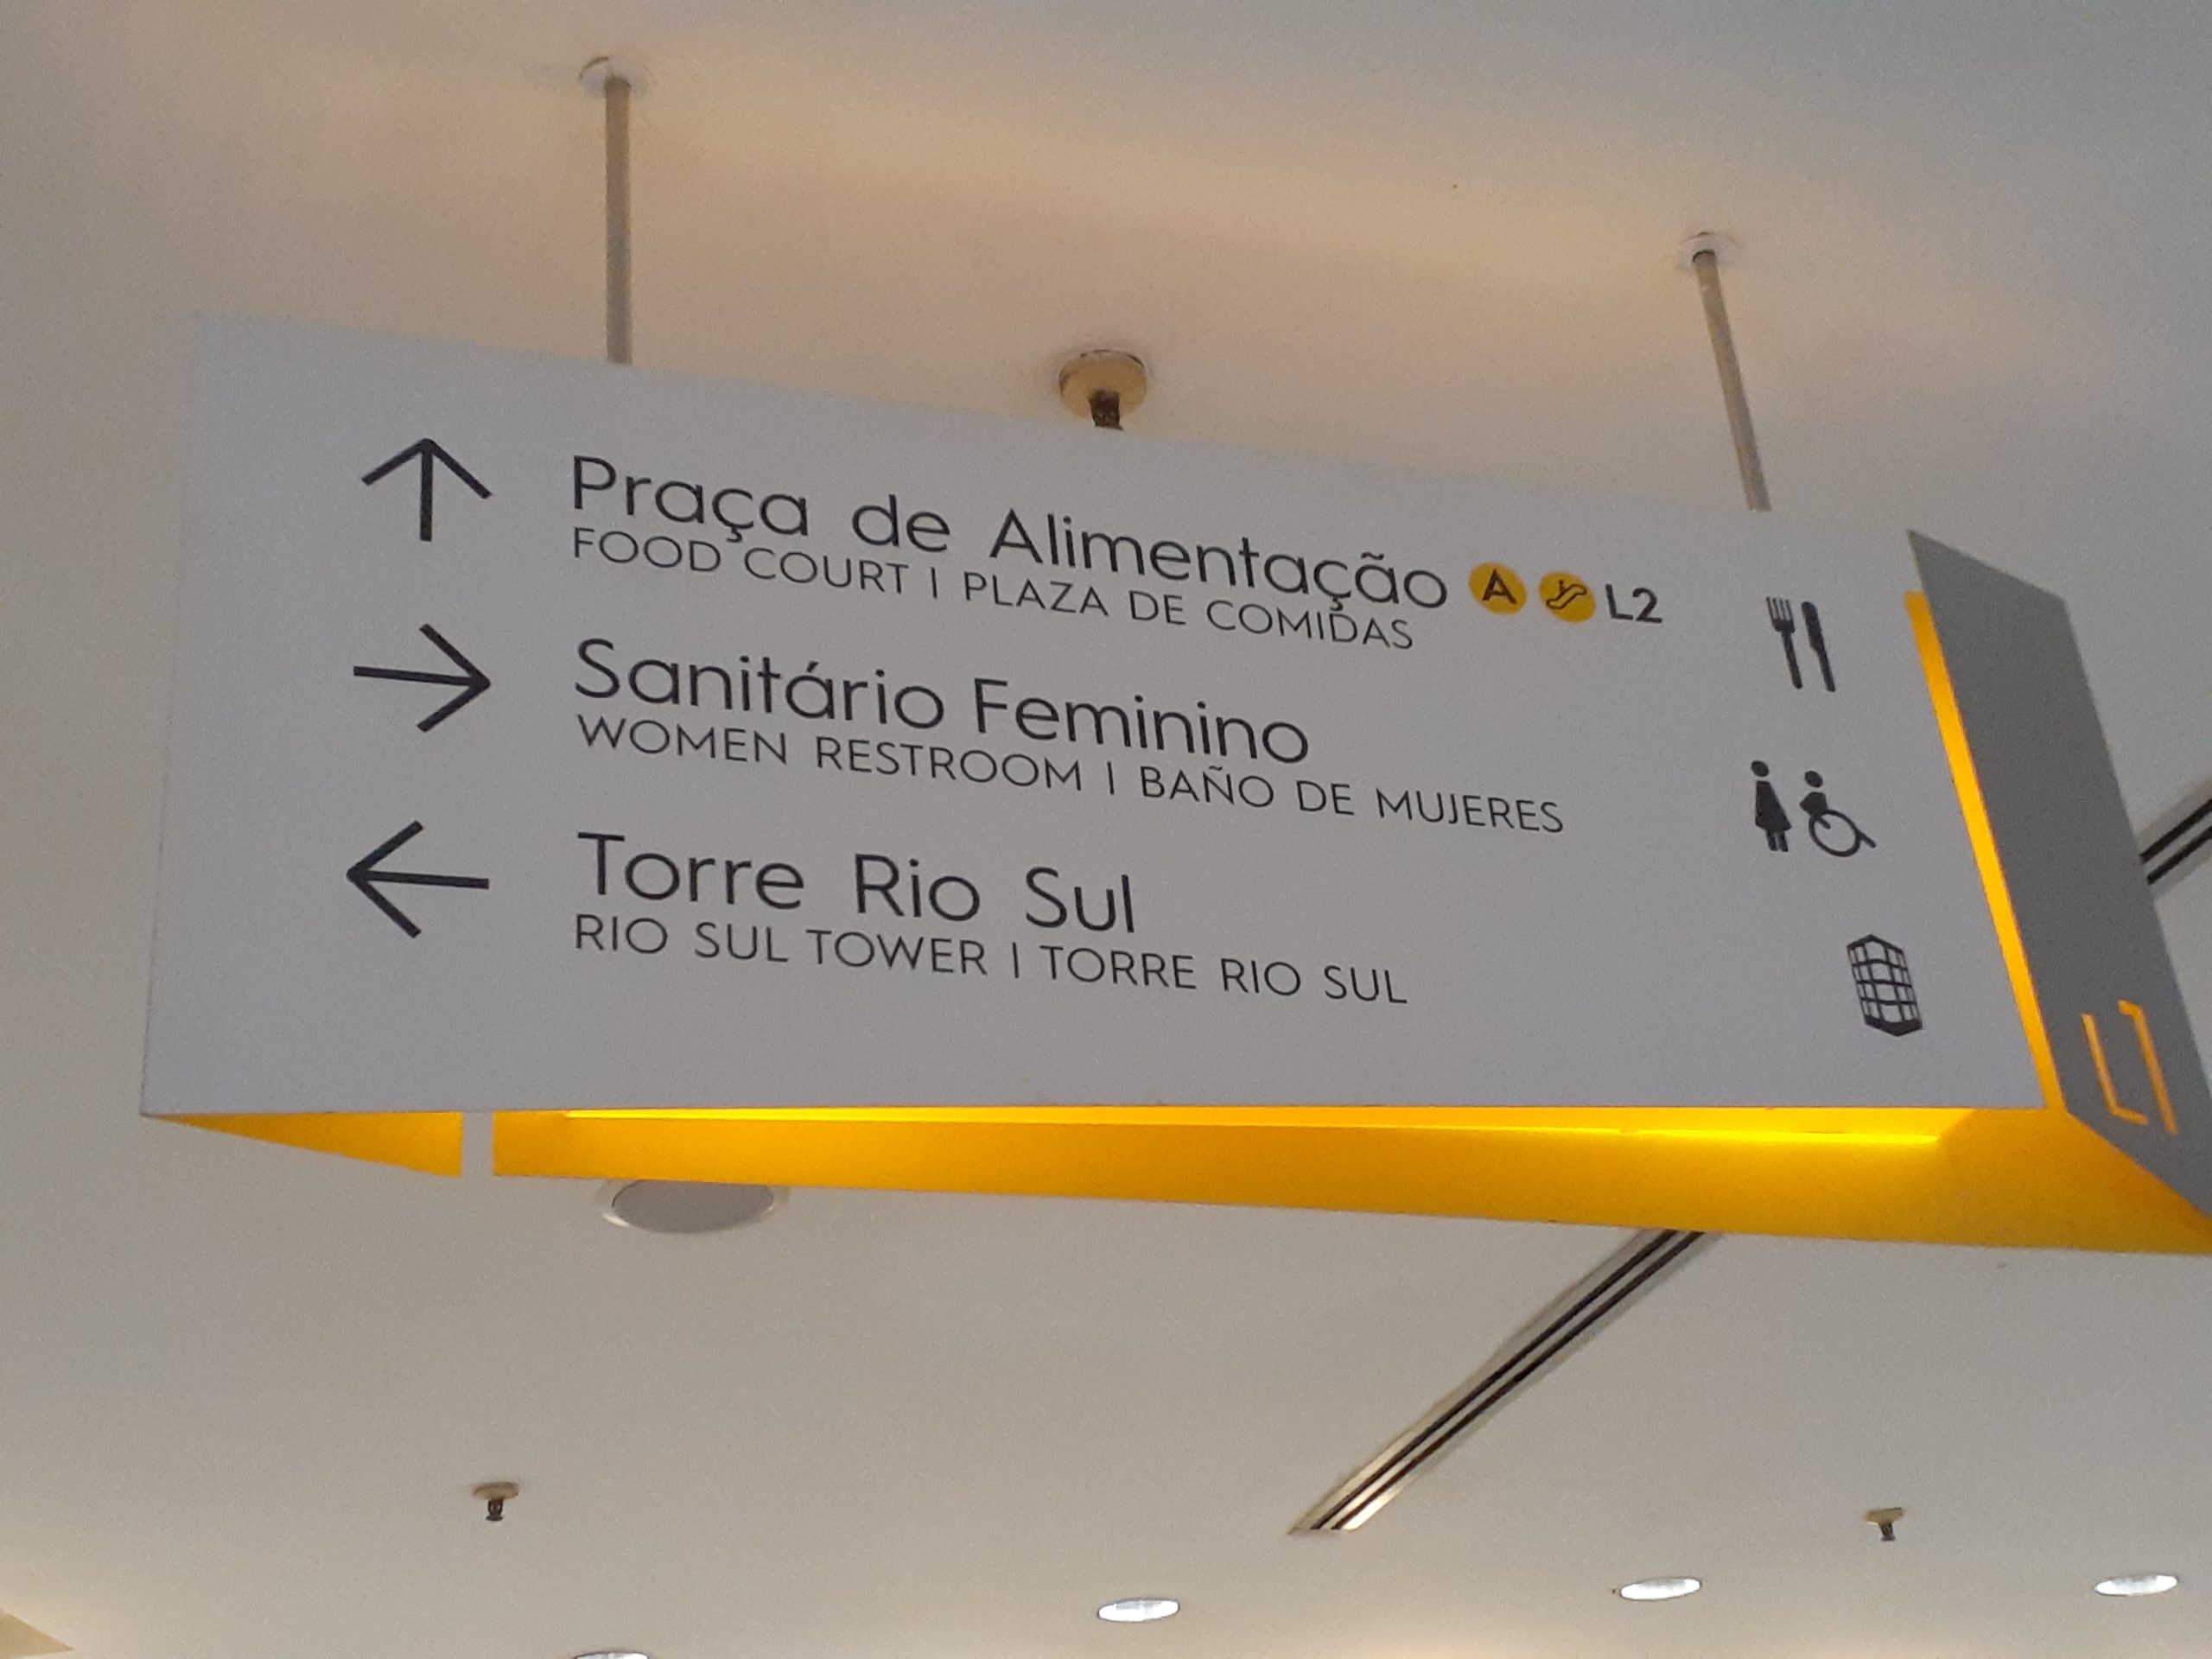 Praça de Alimentação A L2
FOOD COURT | PLAZA DE COMIDAS
Sanitário Feminino
WOMEN RESTROOM | BAÑO DE MUJERES
Torre Rio Sul
RIO SUL TOWER | TORRE RIO SUL
L1